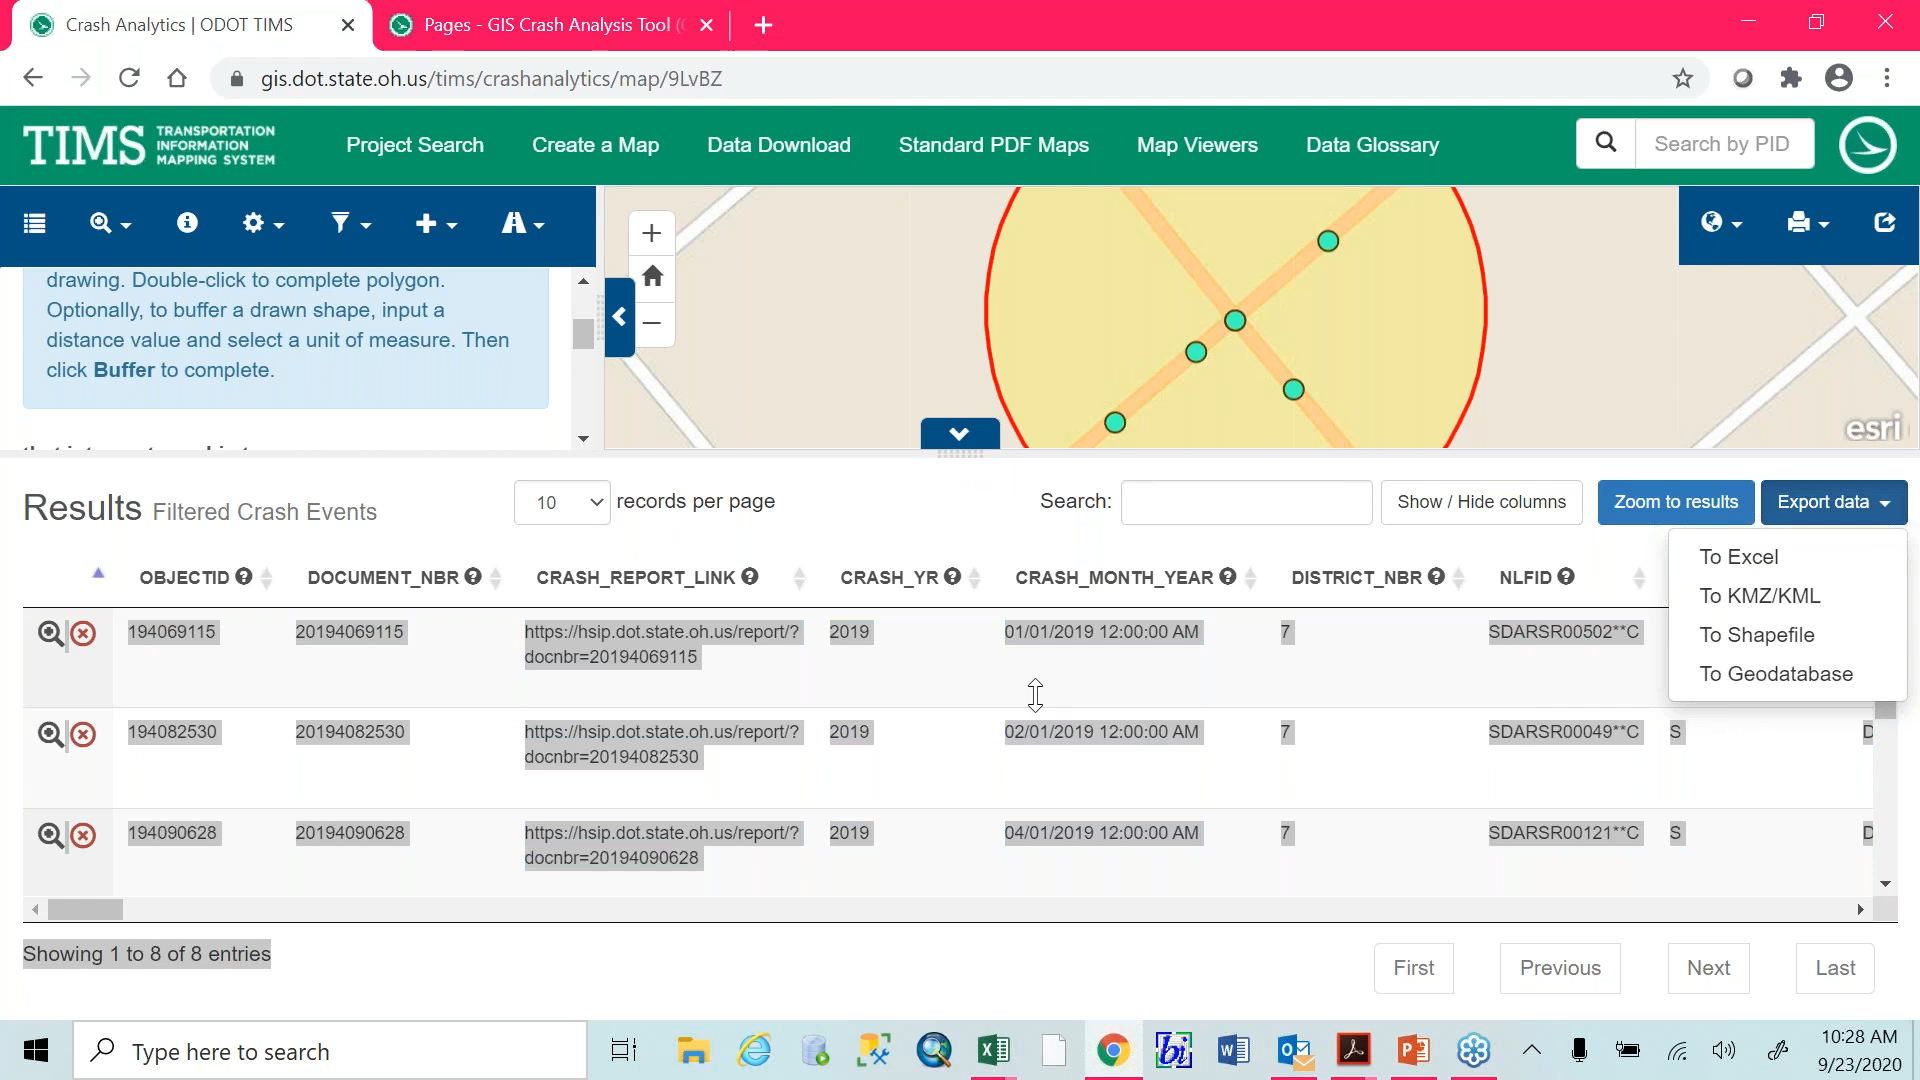 Crash Analytics | ODOT TIMS
Pages - GIS Crash Analysis Tool (
gis.dot.state.oh.us/tims/crashanalytics/map/9LvBZ
TIMS TRANSPORTATION
INFORMATION
MAPPING SYSTEM
Project Search
Create a Map
Data Download
Standard PDF Maps
Map Viewers
Data Glossary
Search by PID
drawing. Double-click to complete polygon.
Optionally, to buffer a drawn shape, input a
distance value and select a unit of measure. Then
click Buffer to complete.
esri
Results Filtered Crash Events
10 records per page
Search:
Show / Hide columns
Zoom to results
Export data
To Excel
To KMZ/KML
To Shapefile
To Geodatabase
OBJECTID DOCUMENT_NBR CRASH_REPORT_LINK CRASH_YR CRASH_MONTH_YEAR DISTRICT_NBR NLFID
194069115 20194069115 https://hsip.dot.state.oh.us/report/? 2019 01/01/2019 12:00:00 AM 7 SDARSR00502**C
docnbr=20194069115
194082530 20194082530 https://hsip.dot.state.oh.us/report/? 2019 02/01/2019 12:00:00 AM 7 SDARSR00049**C S D
docnbr=20194082530
194090628 20194090628 https://hsip.dot.state.oh.us/report/? 2019 04/01/2019 12:00:00 AM 7 SDARSR00121**C S D
docnbr=20194090628
Showing 1 to 8 of 8 entries
First
Previous
Next
Last
Type here to search
10:28 AM
9/23/2020